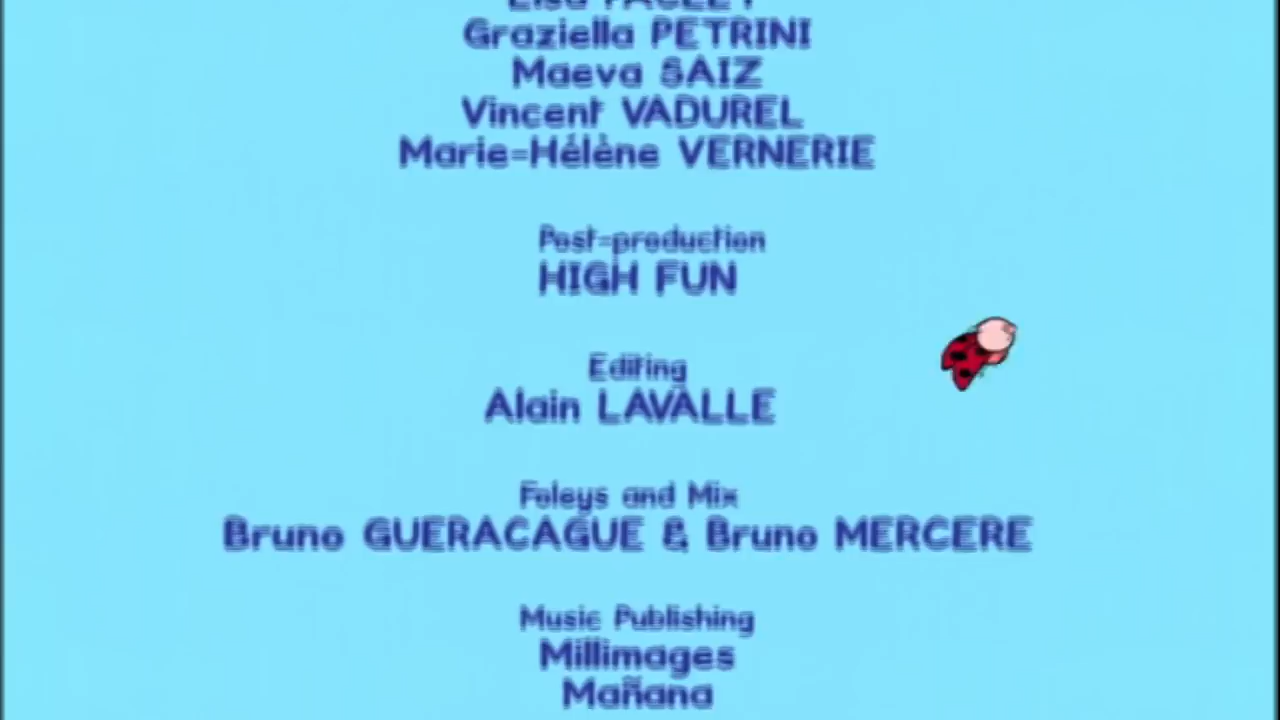 Graziella PETRINI
Maeva SAIZ
Vincent VADUREL
Marie-Hélène VERNERIE
Post-production
HIGH FUN
Editing
Alain LAVALLE
Foleys and Mix
Bruno GUERACAGUE & Bruno MERCERE
Music Publishing
Millimages
Mañana